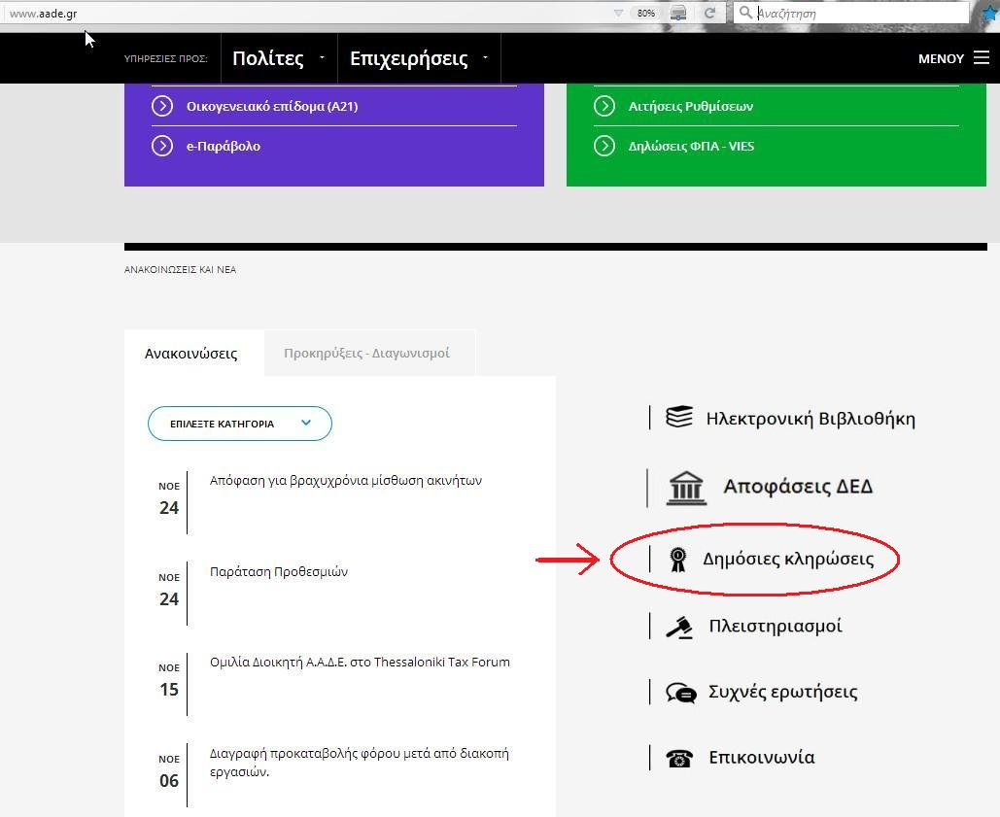 www.aade.gr
80%
Αναζήτηση
ΥΠΗΡΕΣΙΕΣ ΠΡΟΣ:
Πολίτες
Επιχειρήσεις
ΜΕΝΟΥ
Οικογενειακό επίδομα (Α21)
e-Παράβολο
Αιτήσεις Ρυθμίσεων
Δηλώσεις ΦΠΑ - VIES
ΑΝΑΚΟΙΝΩΣΕΙΣ ΚΑΙ ΝΕΑ
Ανακοινώσεις
Προκηρύξεις - Διαγωνισμοί
ΕΠΙΛΕΞΤΕ ΚΑΤΗΓΟΡΙΑ
ΝΟΕ
24
Απόφαση για βραχυχρόνια μίσθωση ακινήτων
ΝΟΕ
24
Παράταση Προθεσμιών
ΝΟΕ
15
Ομιλία Διοικητή Α.Α.Δ.Ε. στο Thessaloniki Tax Forum
ΝΟΕ
06
Διαγραφή προκαταβολής φόρου μετά από διακοπή
εργασιών.
Ηλεκτρονική Βιβλιοθήκη
Αποφάσεις ΔΕΔ
Δημόσιες κληρώσεις
Πλειστηριασμοί
Συχνές ερωτήσεις
Επικοινωνία